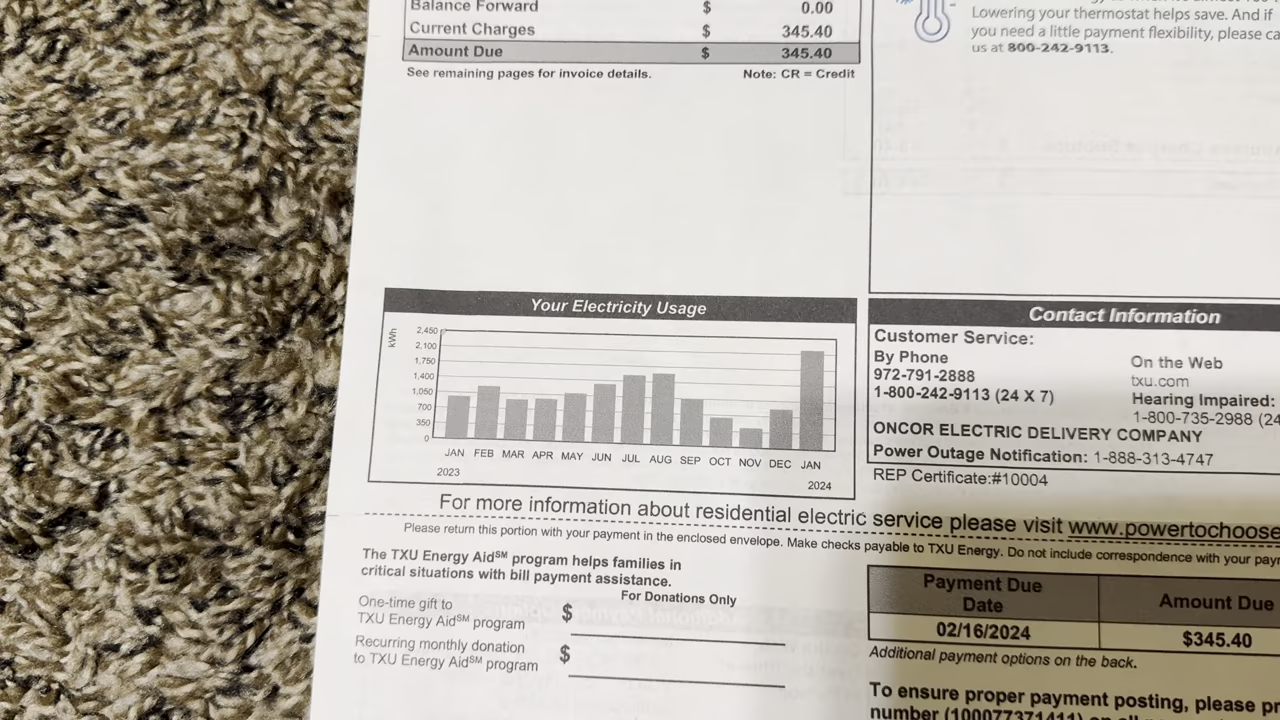 Balance Forward $ 0.00
Current Charges $ 345.40
Amount Due $ 345.40
See remaining pages for invoice details. Note: CR = Credit
Lowering your thermostat helps save. And if
you need a little payment flexibility, please
us at 800-242-9113.
Your Electricity Usage
kWh
2,450
2,100
1,750
1,400
1,050
700
350
0
JAN FEB MAR APR MAY JUN JUL AUG SEP OCT NOV DEC JAN
2023 2024
Contact Information
Customer Service:
By Phone
972-791-2888
1-800-242-9113 (24 X 7)
On the Web
txu.com
Hearing Impaired:
1-800-735-2988 (24
ONCOR ELECTRIC DELIVERY COMPANY
Power Outage Notification: 1-888-313-4747
REP Certificate:#10004
For more information about residential electric service please visit www.powertochoose
Please return this portion with your payment in the enclosed envelope. Make checks payable to TXU Energy. Do not include correspondence with your
The TXU Energy Aid℠ program helps families in
critical situations with bill payment assistance.
For Donations Only
One-time gift to
TXU Energy Aid℠ program $
Recurring monthly donation
to TXU Energy Aid℠ program $
Payment Due
Date
Amount Due
02/16/2024 $345.40
Additional payment options on the back.
To ensure proper payment posting, please
number (100077371411)